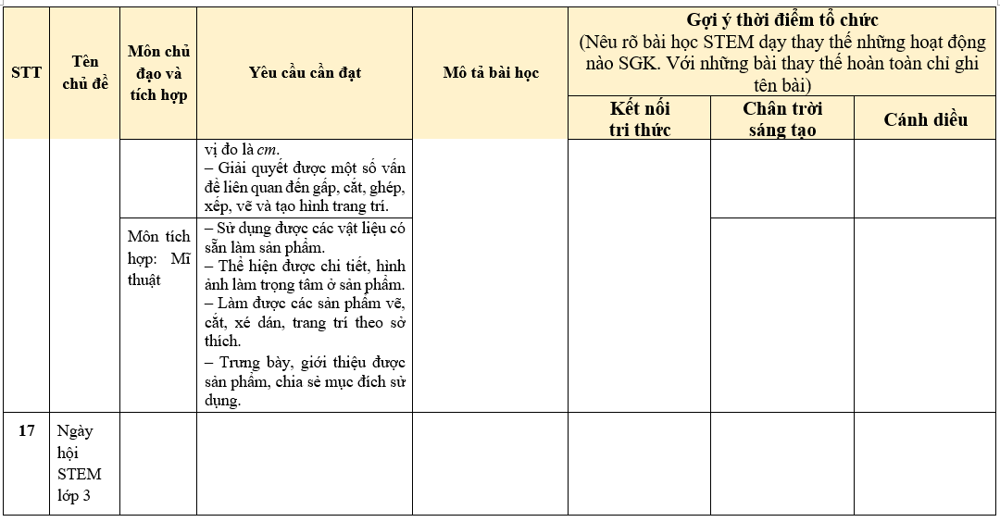 STT
Tên
chủ đề
Môn chủ
đạo và
tích hợp
Yêu cầu cần đạt
Mô tả bài học
Gợi ý thời điểm tổ chức
(Nêu rõ bài học STEM dạy thay thế những hoạt động
nào SGK. Với những bài thay thế hoàn toàn chỉ ghi
tên bài)
Kết nối
tri thức
Chân trời
sáng tạo
Cánh diều
vị đo là cm.
– Giải quyết được một số vấn
đề liên quan đến gấp, cắt, ghép,
xếp, vẽ và tạo hình trang trí.
Môn tích
hợp: Mĩ
thuật
– Sử dụng được các vật liệu có
sẵn làm sản phẩm.
– Thể hiện được chi tiết, hình
ảnh làm trọng tâm ở sản phẩm.
– Làm được các sản phẩm vẽ,
cắt, xé dán, trang trí theo sở
thích.
– Trưng bày, giới thiệu được
sản phẩm, chia sẻ mục đích sử
dụng.
17
Ngày
hội
STEM
lớp 3